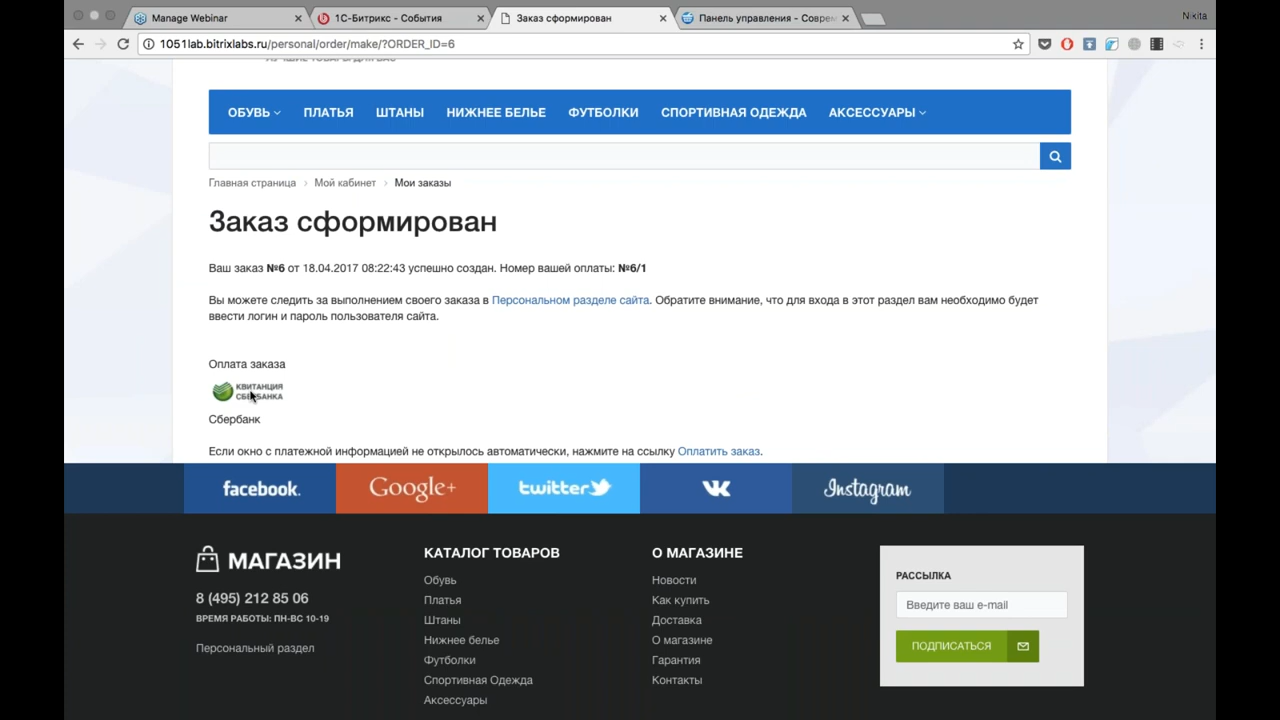 Manage Webinar
1С-Битрикс - События
Заказ сформирован
Панель управления - Соврем
Nikita
1051lab.bitrixlabs.ru/personal/order/make/?ORDER_ID=6
ЛУЧШИЕ ТОВАРЫ ДЛЯ ВАС
ОБУВЬ ПЛАТЬЯ ШТАНЫ НИЖНЕЕ БЕЛЬЕ ФУТБОЛКИ СПОРТИВНАЯ ОДЕЖДА АКСЕССУАРЫ
Главная страница > Мой кабинет > Мои заказы
Заказ сформирован
Ваш заказ №6 от 18.04.2017 08:22:43 успешно создан. Номер вашей оплаты: №6/1
Вы можете следить за выполнением своего заказа в Персональном разделе сайта. Обратите внимание, что для входа в этот раздел вам необходимо будет
ввести логин и пароль пользователя сайта.
Оплата заказа
КВИТАНЦИЯ
СБЕРБАНКА
Сбербанк
Если окно с платежной информацией не открылось автоматически, нажмите на ссылку Оплатить заказ.
facebook. Google+ twitter Instagram
МАГАЗИН
8 (495) 212 85 06
ВРЕМЯ РАБОТЫ: ПН-ВС 10-19
Персональный раздел
КАТАЛОГ ТОВАРОВ
Обувь
Платья
Штаны
Нижнее белье
Футболки
Спортивная Одежда
Аксессуары
О МАГАЗИНЕ
Новости
Как купить
Доставка
О магазине
Гарантия
Контакты
РАССЫЛКА
Введите ваш e-mail
ПОДПИСАТЬСЯ